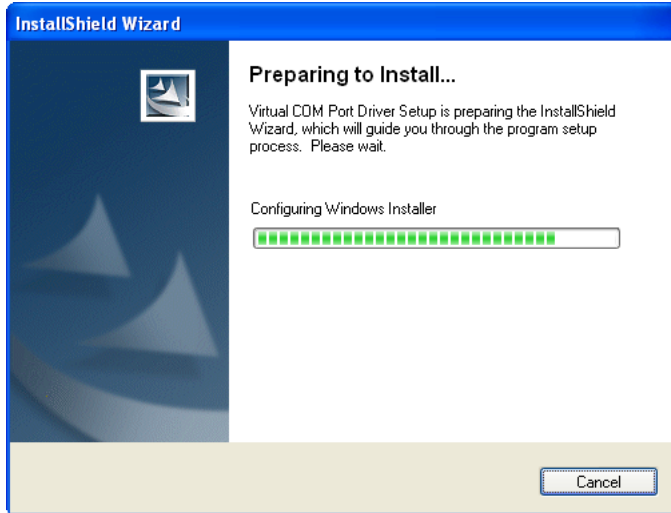 InstallShield Wizard
Preparing to Install...
Virtual COM Port Driver Setup is preparing the InstallShield
Wizard, which will guide you through the program setup
process. Please wait.
Configuring Windows Installer
Cancel